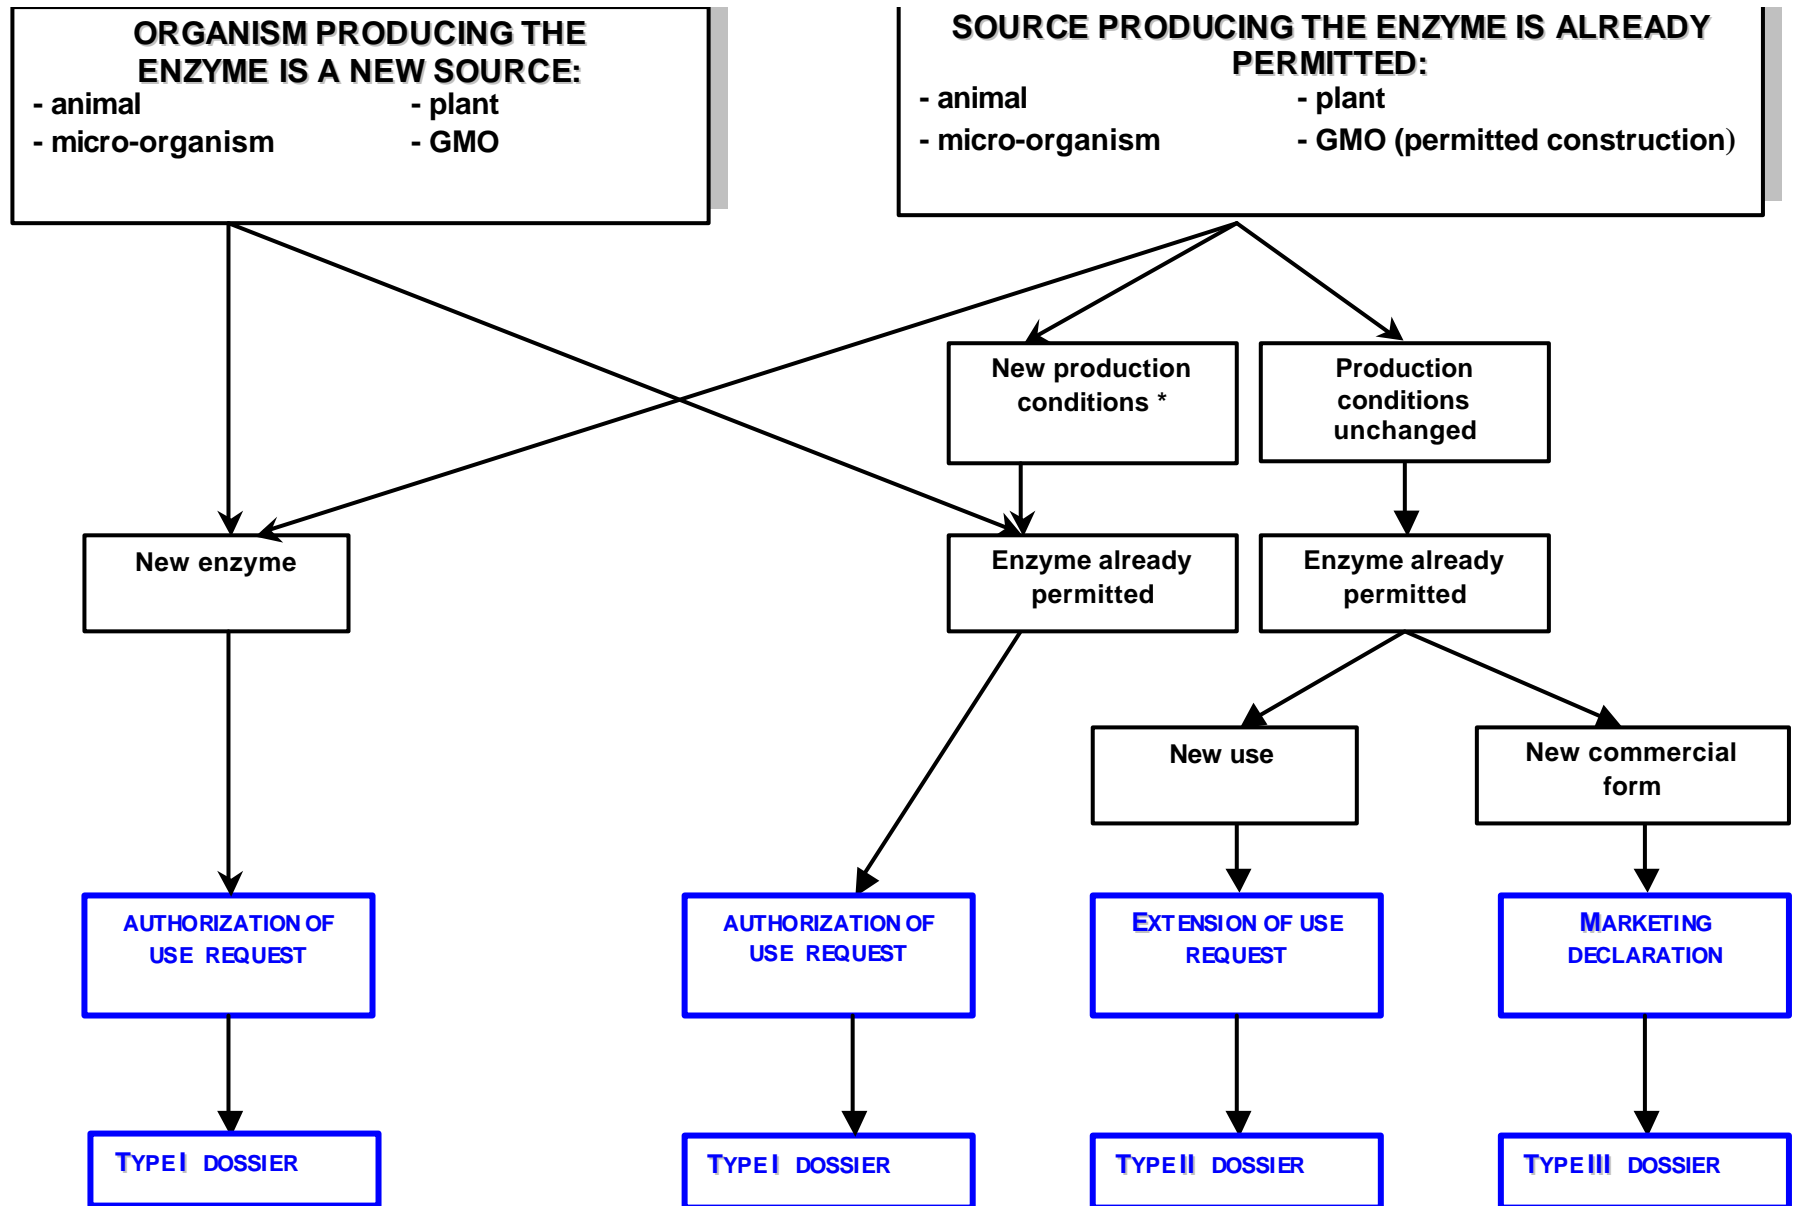 ORGANISM PRODUCING THE
ENZYME IS A NEW SOURCE:
- animal - plant
- micro-organism - GMO
SOURCE PRODUCING THE ENZYME IS ALREADY
PERMITTED:
- animal - plant
- micro-organism - GMO (permitted construction)
New production
conditions *
Production
conditions
unchanged
New enzyme
Enzyme already
permitted
Enzyme already
permitted
New use
New commercial
form
AUTHORIZATION OF
USE REQUEST
AUTHORIZATION OF
USE REQUEST
EXTENSION OF USE
REQUEST
MARKETING
DECLARATION
TYPE I DOSSIER
TYPE I DOSSIER
TYPE II DOSSIER
TYPE III DOSSIER